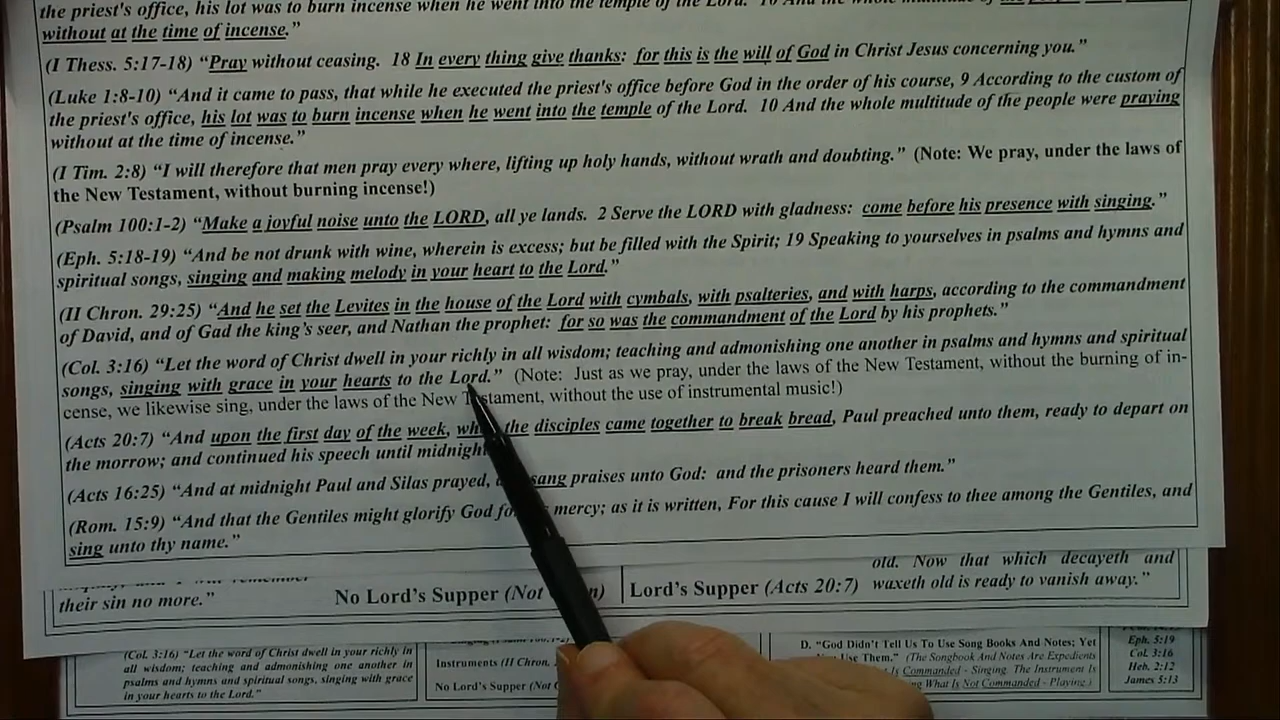 the priest's office, his lot was to burn incense when he went into the temple of the Lord. 10 And the whole multitude of the
without at the time of incense.”
(I Thess. 5:17-18) “Pray without ceasing. 18 In every thing give thanks: for this is the will of God in Christ Jesus concerning you.”
(Luke 1:8-10) “And it came to pass, that while he executed the priest's office before God in the order of his course, 9 According to the custom of
the priest's office, his lot was to burn incense when he went into the temple of the Lord. 10 And the whole multitude of the people were praying
without at the time of incense.”
(I Tim. 2:8) “I will therefore that men pray every where, lifting up holy hands, without wrath and doubting.” (Note: We pray, under the laws of
the New Testament, without burning incense!)
(Psalm 100:1-2) “Make a joyful noise unto the LORD, all ye lands. 2 Serve the LORD with gladness: come before his presence with singing.”
(Eph. 5:18-19) “And be not drunk with wine, wherein is excess; but be filled with the Spirit; 19 Speaking to yourselves in psalms and hymns and
spiritual songs, singing and making melody in your heart to the Lord.”
(II Chron. 29:25) “And he set the Levites in the house of the Lord with cymbals, with psalteries, and with harps, according to the commandment
of David, and of Gad the king's seer, and Nathan the prophet: for so was the commandment of the Lord by his prophets.”
(Col. 3:16) “Let the word of Christ dwell in your richly in all wisdom; teaching and admonishing one another in psalms and hymns and spiritual
songs, singing with grace in your hearts to the Lord.” (Note: Just as we pray, under the laws of the New Testament, without the burning of in-
cense, we likewise sing, under the laws of the New Testament, without the use of instrumental music!)
(Acts 20:7) “And upon the first day of the week, the disciples came together to break bread, Paul preached unto them, ready to depart on
the morrow; and continued his speech until midnight
(Acts 16:25) “And at midnight Paul and Silas prayed, sang praises unto God: and the prisoners heard them.”
(Rom. 15:9) “And that the Gentiles might glorify God mercy; as it is written, For this cause I will confess to thee among the Gentiles, and
sing unto thy name.”
their sin no more.”
No Lord's Supper (Not
Lord's Supper (Acts 20:7)
old. Now that which decayeth and
waxeth old is ready to vanish away.”
(Col. 3:16) “Let the word of Christ dwell in your richly in
all wisdom; teaching and admonishing one another in
psalms and hymns and spiritual songs, singing with grace
in your hearts to the Lord.”
Instruments (II Chron.
No Lord's Supper (Not
D. “God Didn't Tell Us To Use Song Books And Notes; Yet
Use Them.” (The Songbook And Notes Are Expedients
Is Commanded - Singing. The Instrument Is
What Is Not Commanded - Playing.)
Eph. 5:19
Col. 3:16
Heb. 2:12
James 5:13